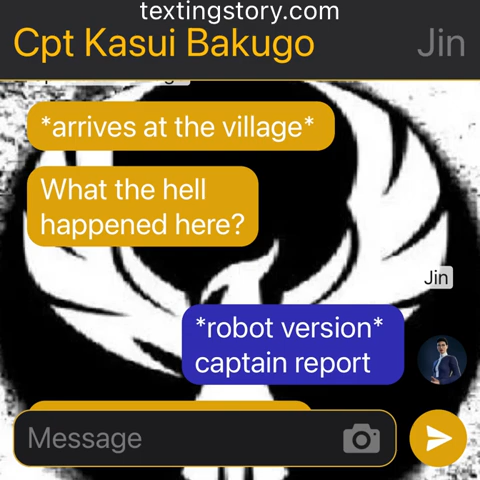 textingstory.com
Cpt Kasui Bakugo
Jin
*arrives at the village*
What the hell
happened here?
Jin
*robot version*
captain report
Message